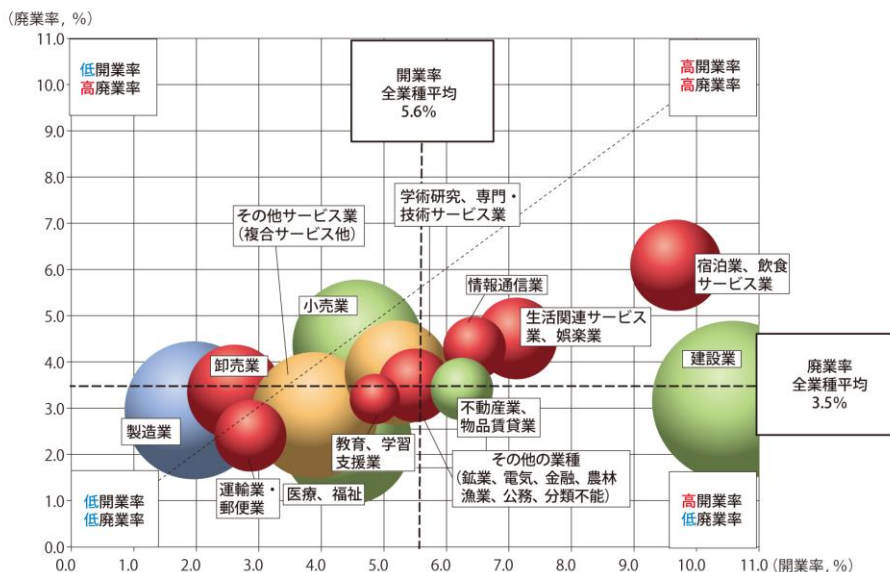 （廃業率, %）
11.0
10.0
9.0
8.0
7.0
6.0
5.0
4.0
3.0
2.0
1.0
0.0
低開業率
高廃業率
開業率
全業種平均
5.6%
高開業率
高廃業率
その他サービス業
（複合サービス他）
学術研究、専門・
技術サービス業
小売業
情報通信業
宿泊業、飲食
サービス業
生活関連サービス
業、娯楽業
卸売業
建設業
廃業率
全業種平均
3.5%
製造業
不動産業、
物品賃貸業
教育、学習
支援業
その他の業種
（鉱業、電気、金融、農林
漁業、公務、分類不能）
運輸業・
郵便業
医療、福祉
低開業率
低廃業率
高開業率
低廃業率
0.0 1.0 2.0 3.0 4.0 5.0 6.0 7.0 8.0 9.0 10.0 11.0 （開業率, %）